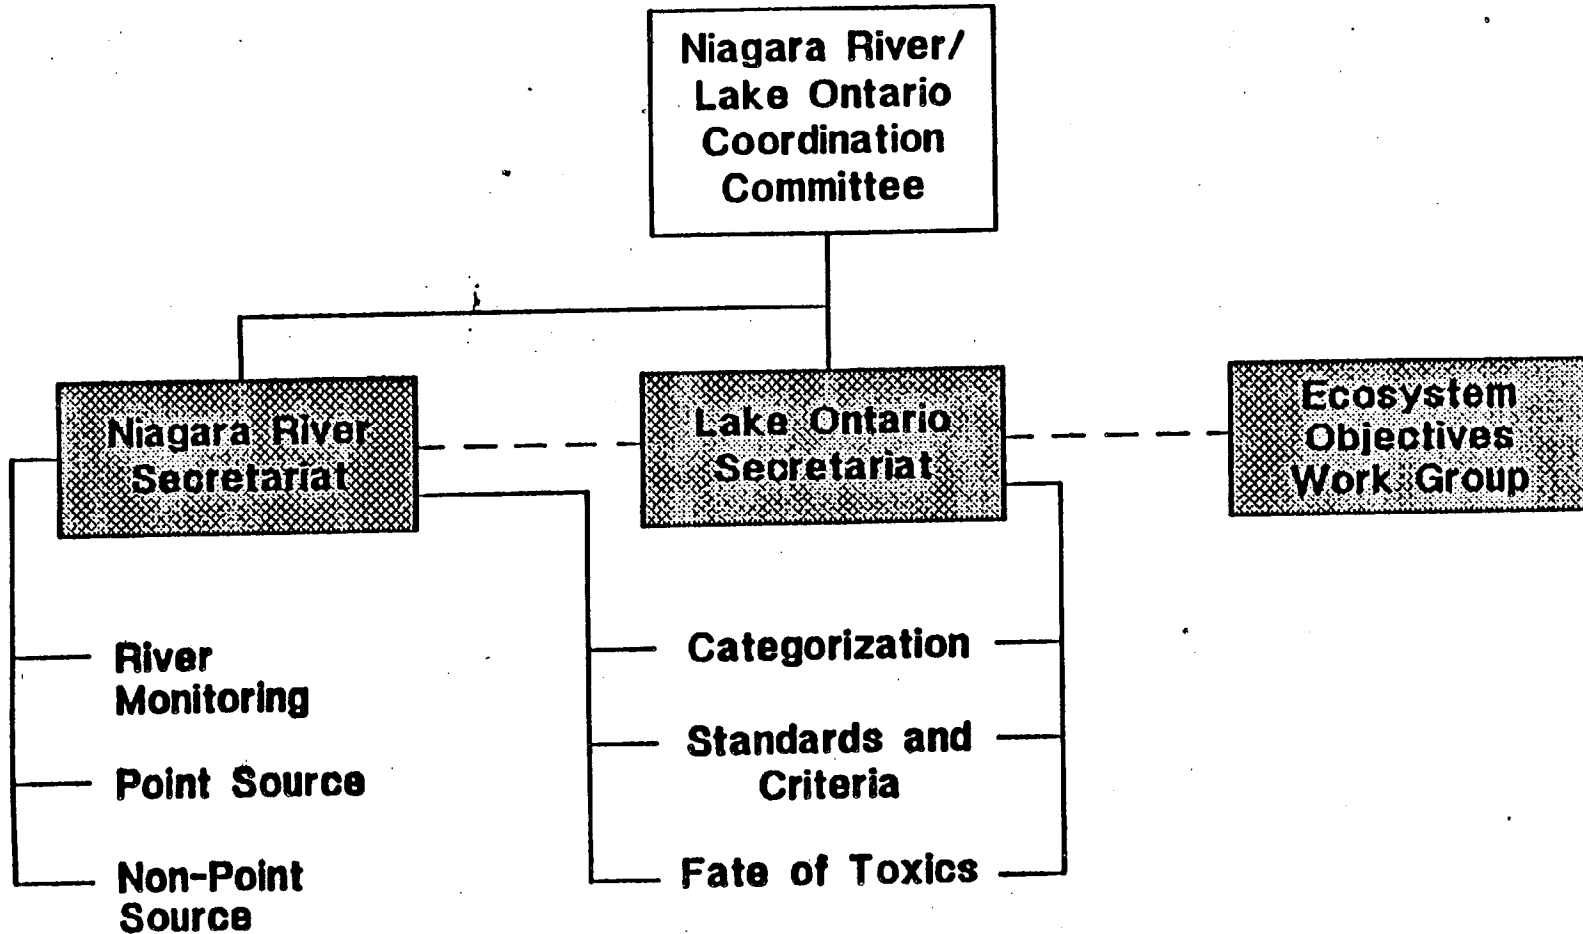 Niagara River/
Lake Ontario
Coordination
Committee
Niagara River
Secretariat
Lake Ontario
Secretariat
Ecosystem
Objectives
Work Group
River
Monitoring
Point Source
Non-Point
Source
Categorization
Standards and
Criteria
Fate of Toxics